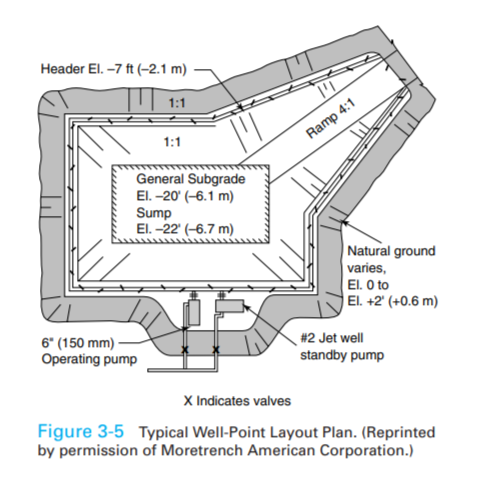 Header El. –7 ft (–2.1 m)
1:1
1:1
Ramp 4:1
General Subgrade
El. –20' (–6.1 m)
Sump
El. –22' (–6.7 m)
Natural ground
varies,
El. 0 to
El. +2' (+0.6 m)
6" (150 mm)
Operating pump
#2 Jet well
standby pump
X
X
X Indicates valves
Figure 3-5 Typical Well-Point Layout Plan. (Reprinted
by permission of Moretrench American Corporation.)